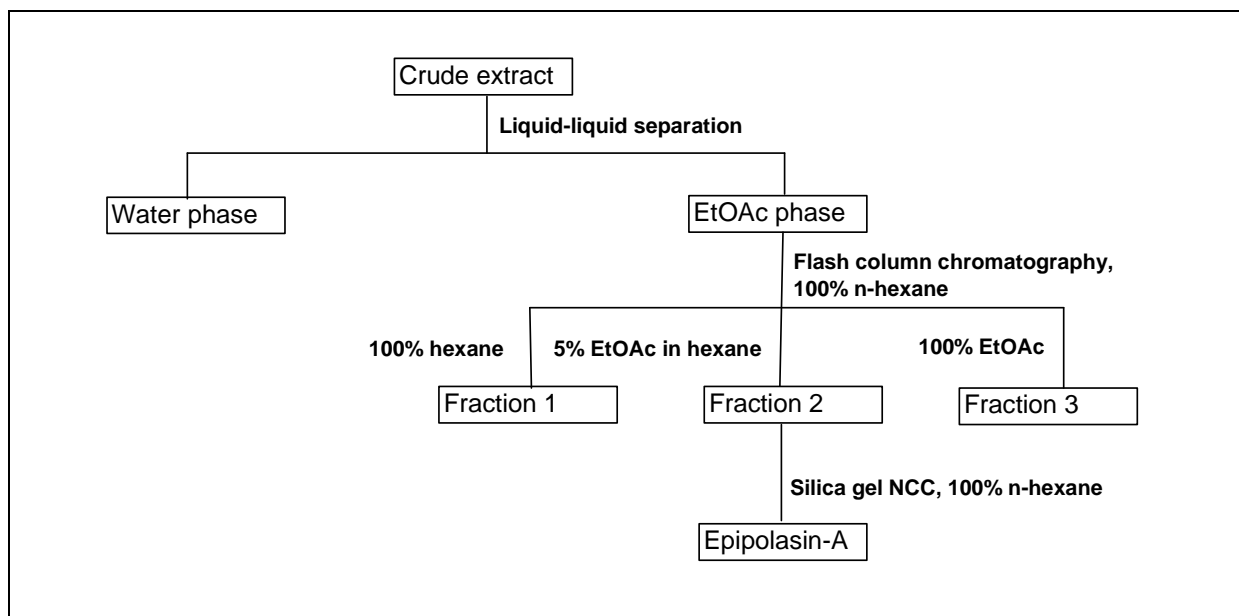 Crude extract
Liquid-liquid separation
Water phase
EtOAc phase
Flash column chromatography,
100% n-hexane
100% hexane
5% EtOAc in hexane
100% EtOAc
Fraction 1
Fraction 2
Fraction 3
Silica gel NCC, 100% n-hexane
Epipolasin-A